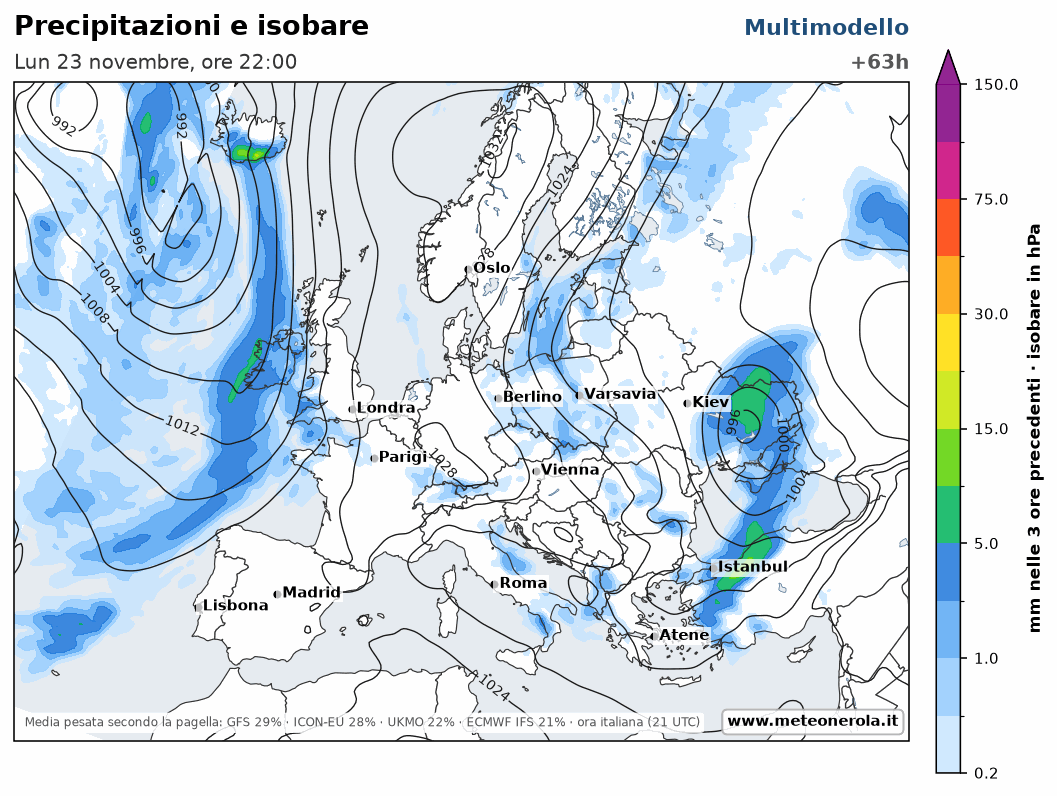 Precipitazioni e isobare
Multimodello
Lun 23 novembre, ore 22:00
+63h
150.0
75.0
30.0
15.0
5.0
1.0
0.2
mm nelle 3 ore precedenti · isobare in hPa
992
992
996
1004
1008
1012
1032
1024
28
1028
996
1000
1004
1024
Oslo
Berlino
Varsavia
Kiev
Londra
Parigi
Vienna
Istanbul
Roma
Madrid
Lisbona
Atene
Media pesata secondo la pagella: GFS 29% · ICON-EU 28% · UKMO 22% · ECMWF IFS 21% · ora italiana (21 UTC)
www.meteonerola.it